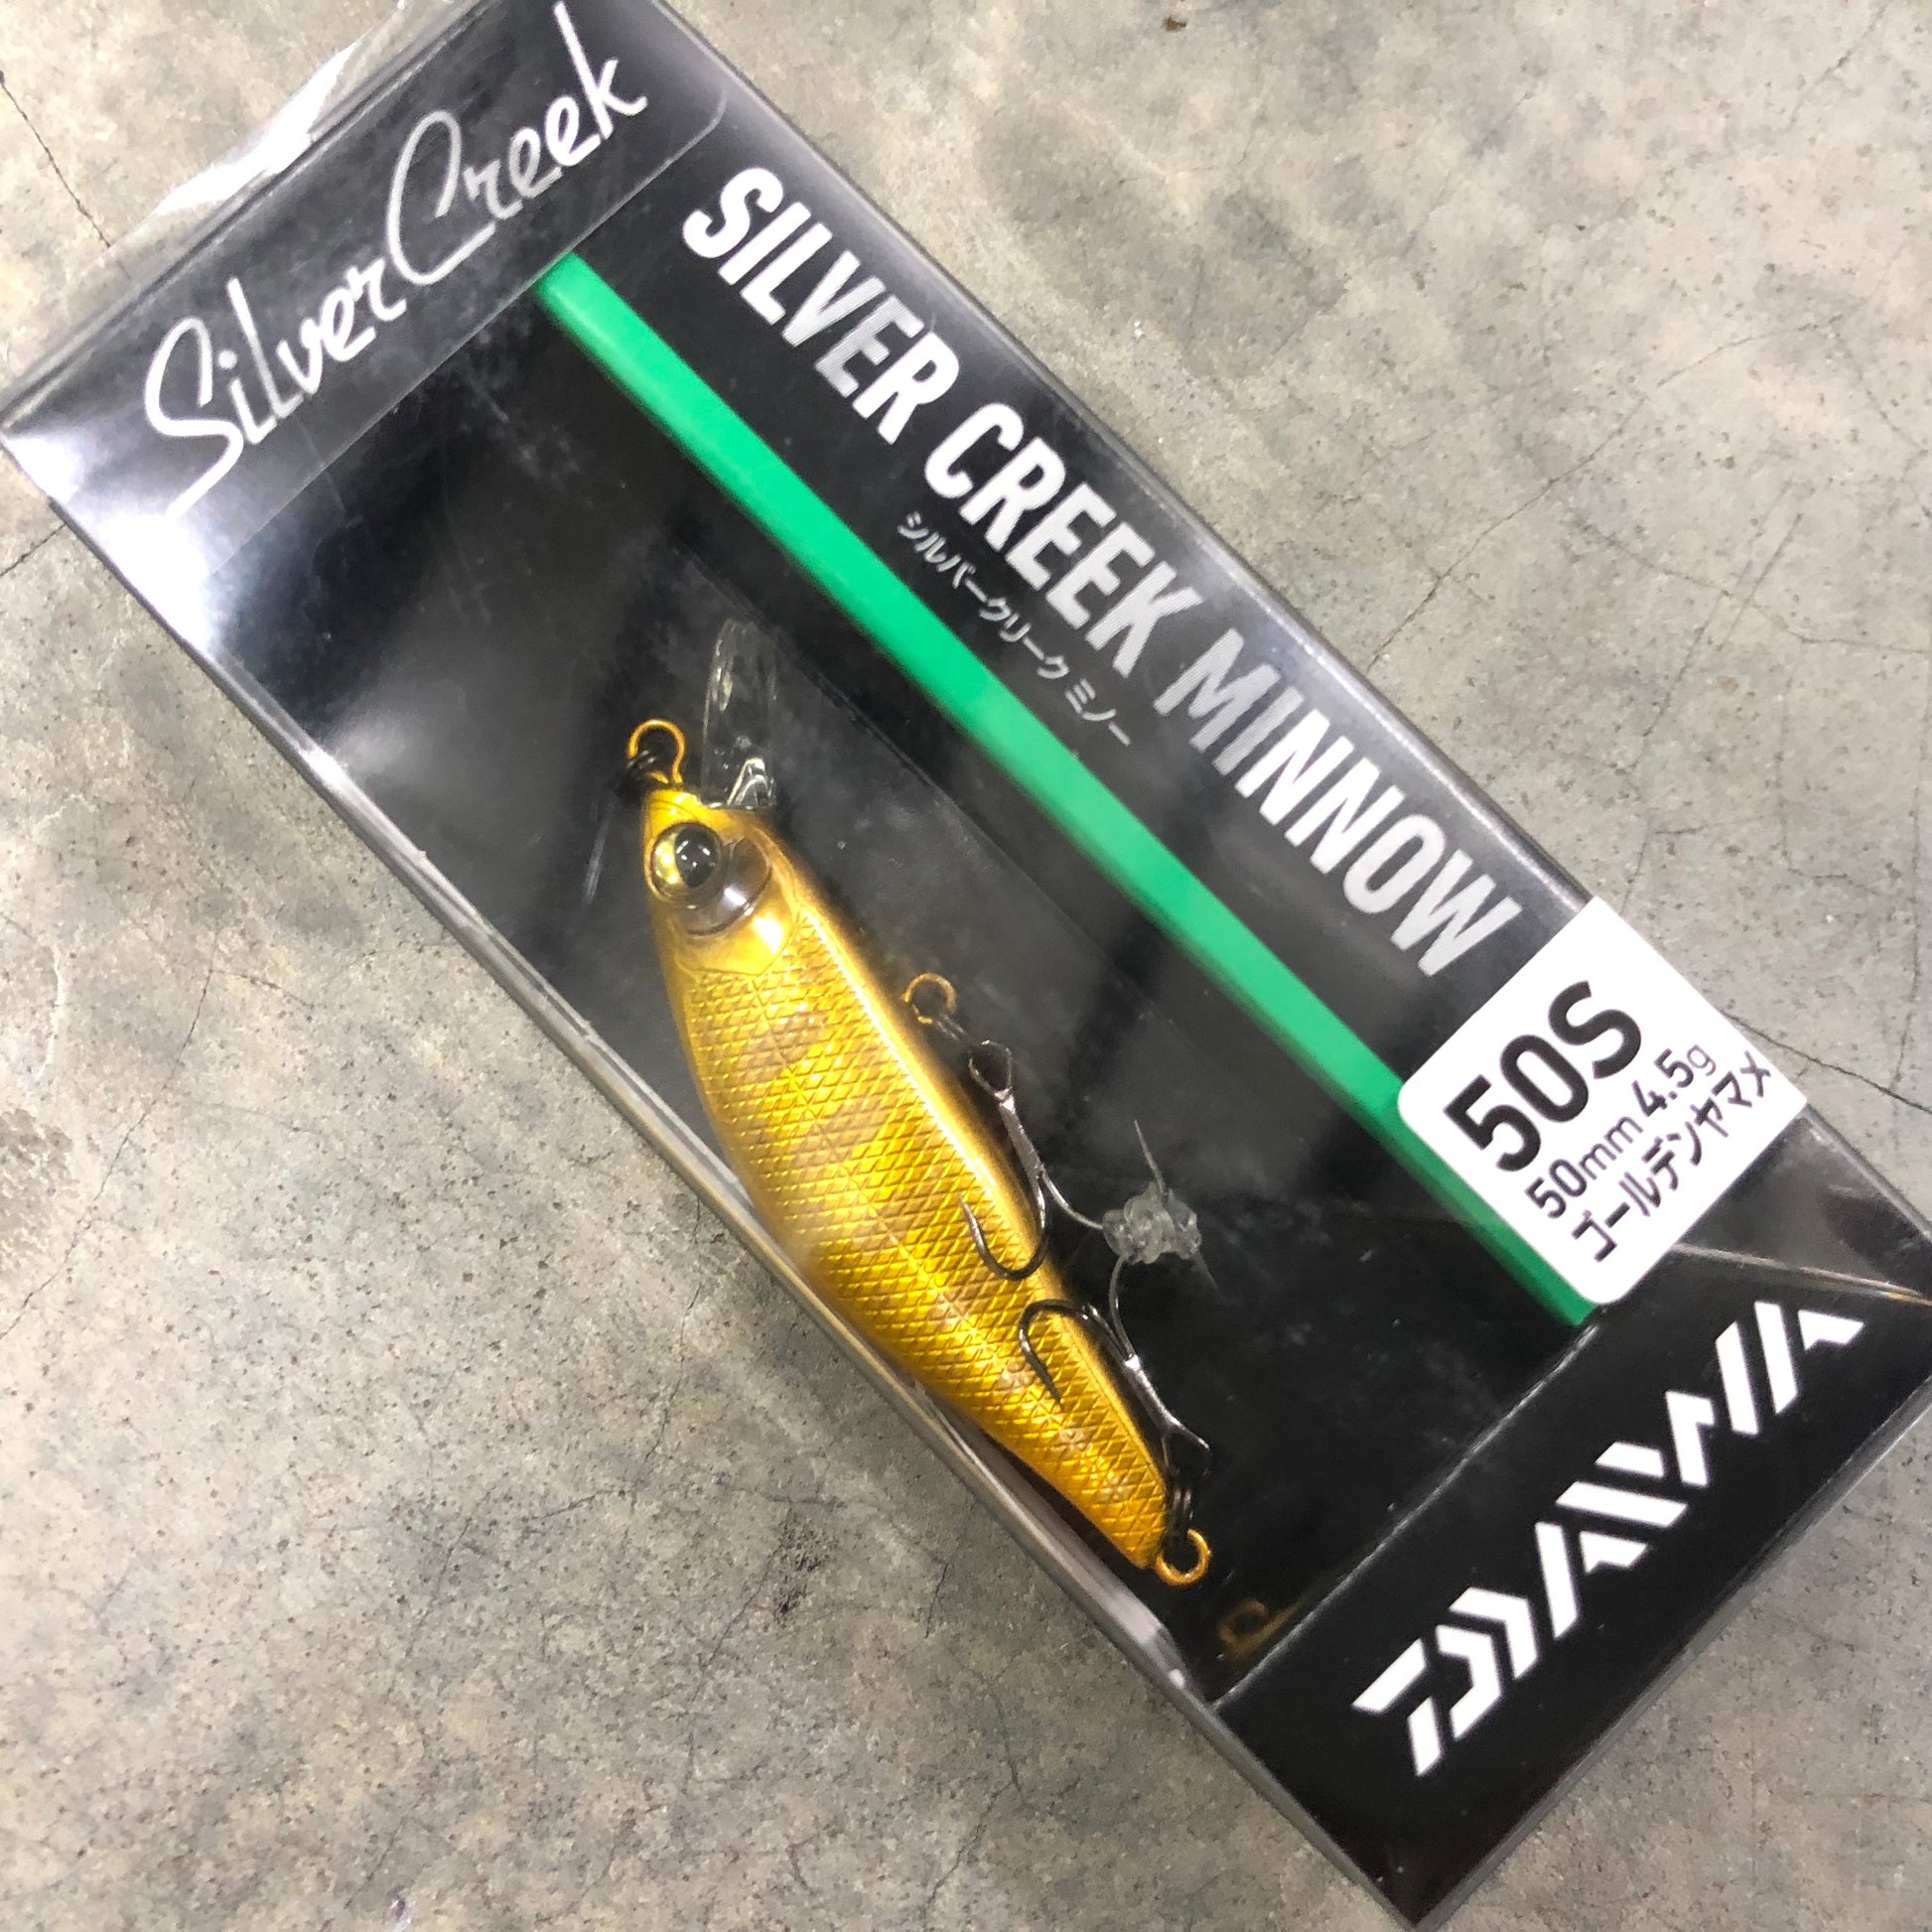 Silver Creek
SILVER CREEK MINNOW
シルバークリーク ミノー
50S
50mm 4.5g
ゴールデンヤマメ
DAIWA